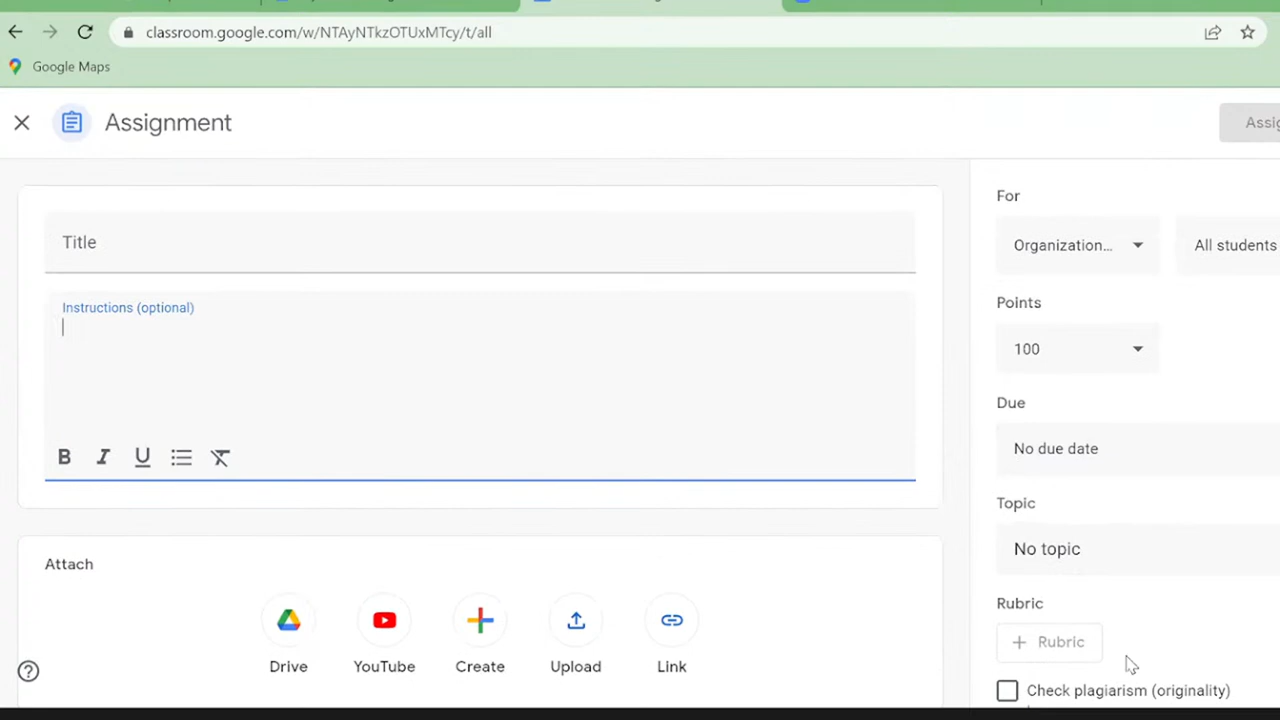 classroom.google.com/w/NTAyNTkzOTUxMTcy/t/all
Google Maps
Assignment
Title
Instructions (optional)
B I U
Attach
Drive YouTube Create Upload Link
For
Organization... All students
Points
100
Due
No due date
Topic
No topic
Rubric
+ Rubric
Check plagiarism (originality)